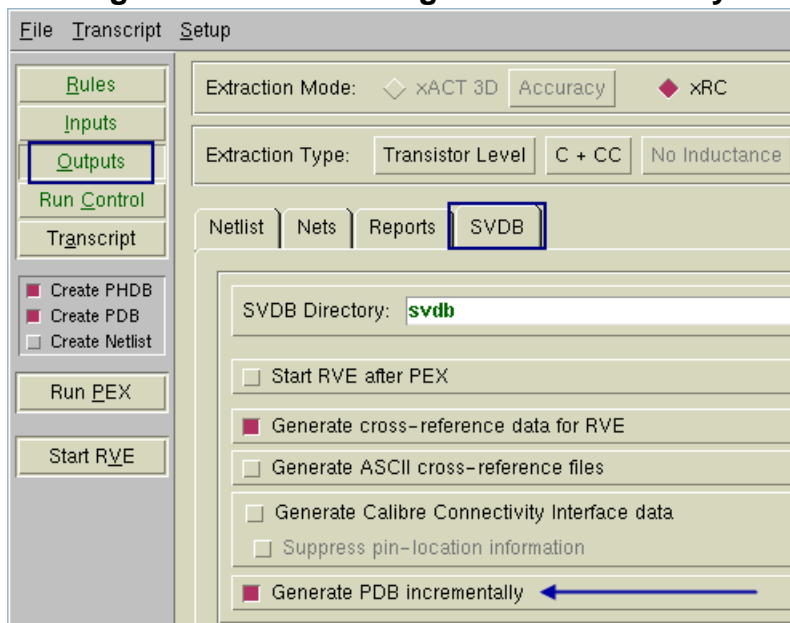 File Transcript Setup
Rules
Inputs
Outputs
Run Control
Transcript
Create PHDB
Create PDB
Create Netlist
Run PEX
Start RVE
Extraction Mode: xACT 3D Accuracy xRC
Extraction Type: Transistor Level C + CC No Inductance
Netlist Nets Reports SVDB
SVDB Directory: svdb
Start RVE after PEX
Generate cross-reference data for RVE
Generate ASCII cross-reference files
Generate Calibre Connectivity Interface data
Suppress pin-location information
Generate PDB incrementally